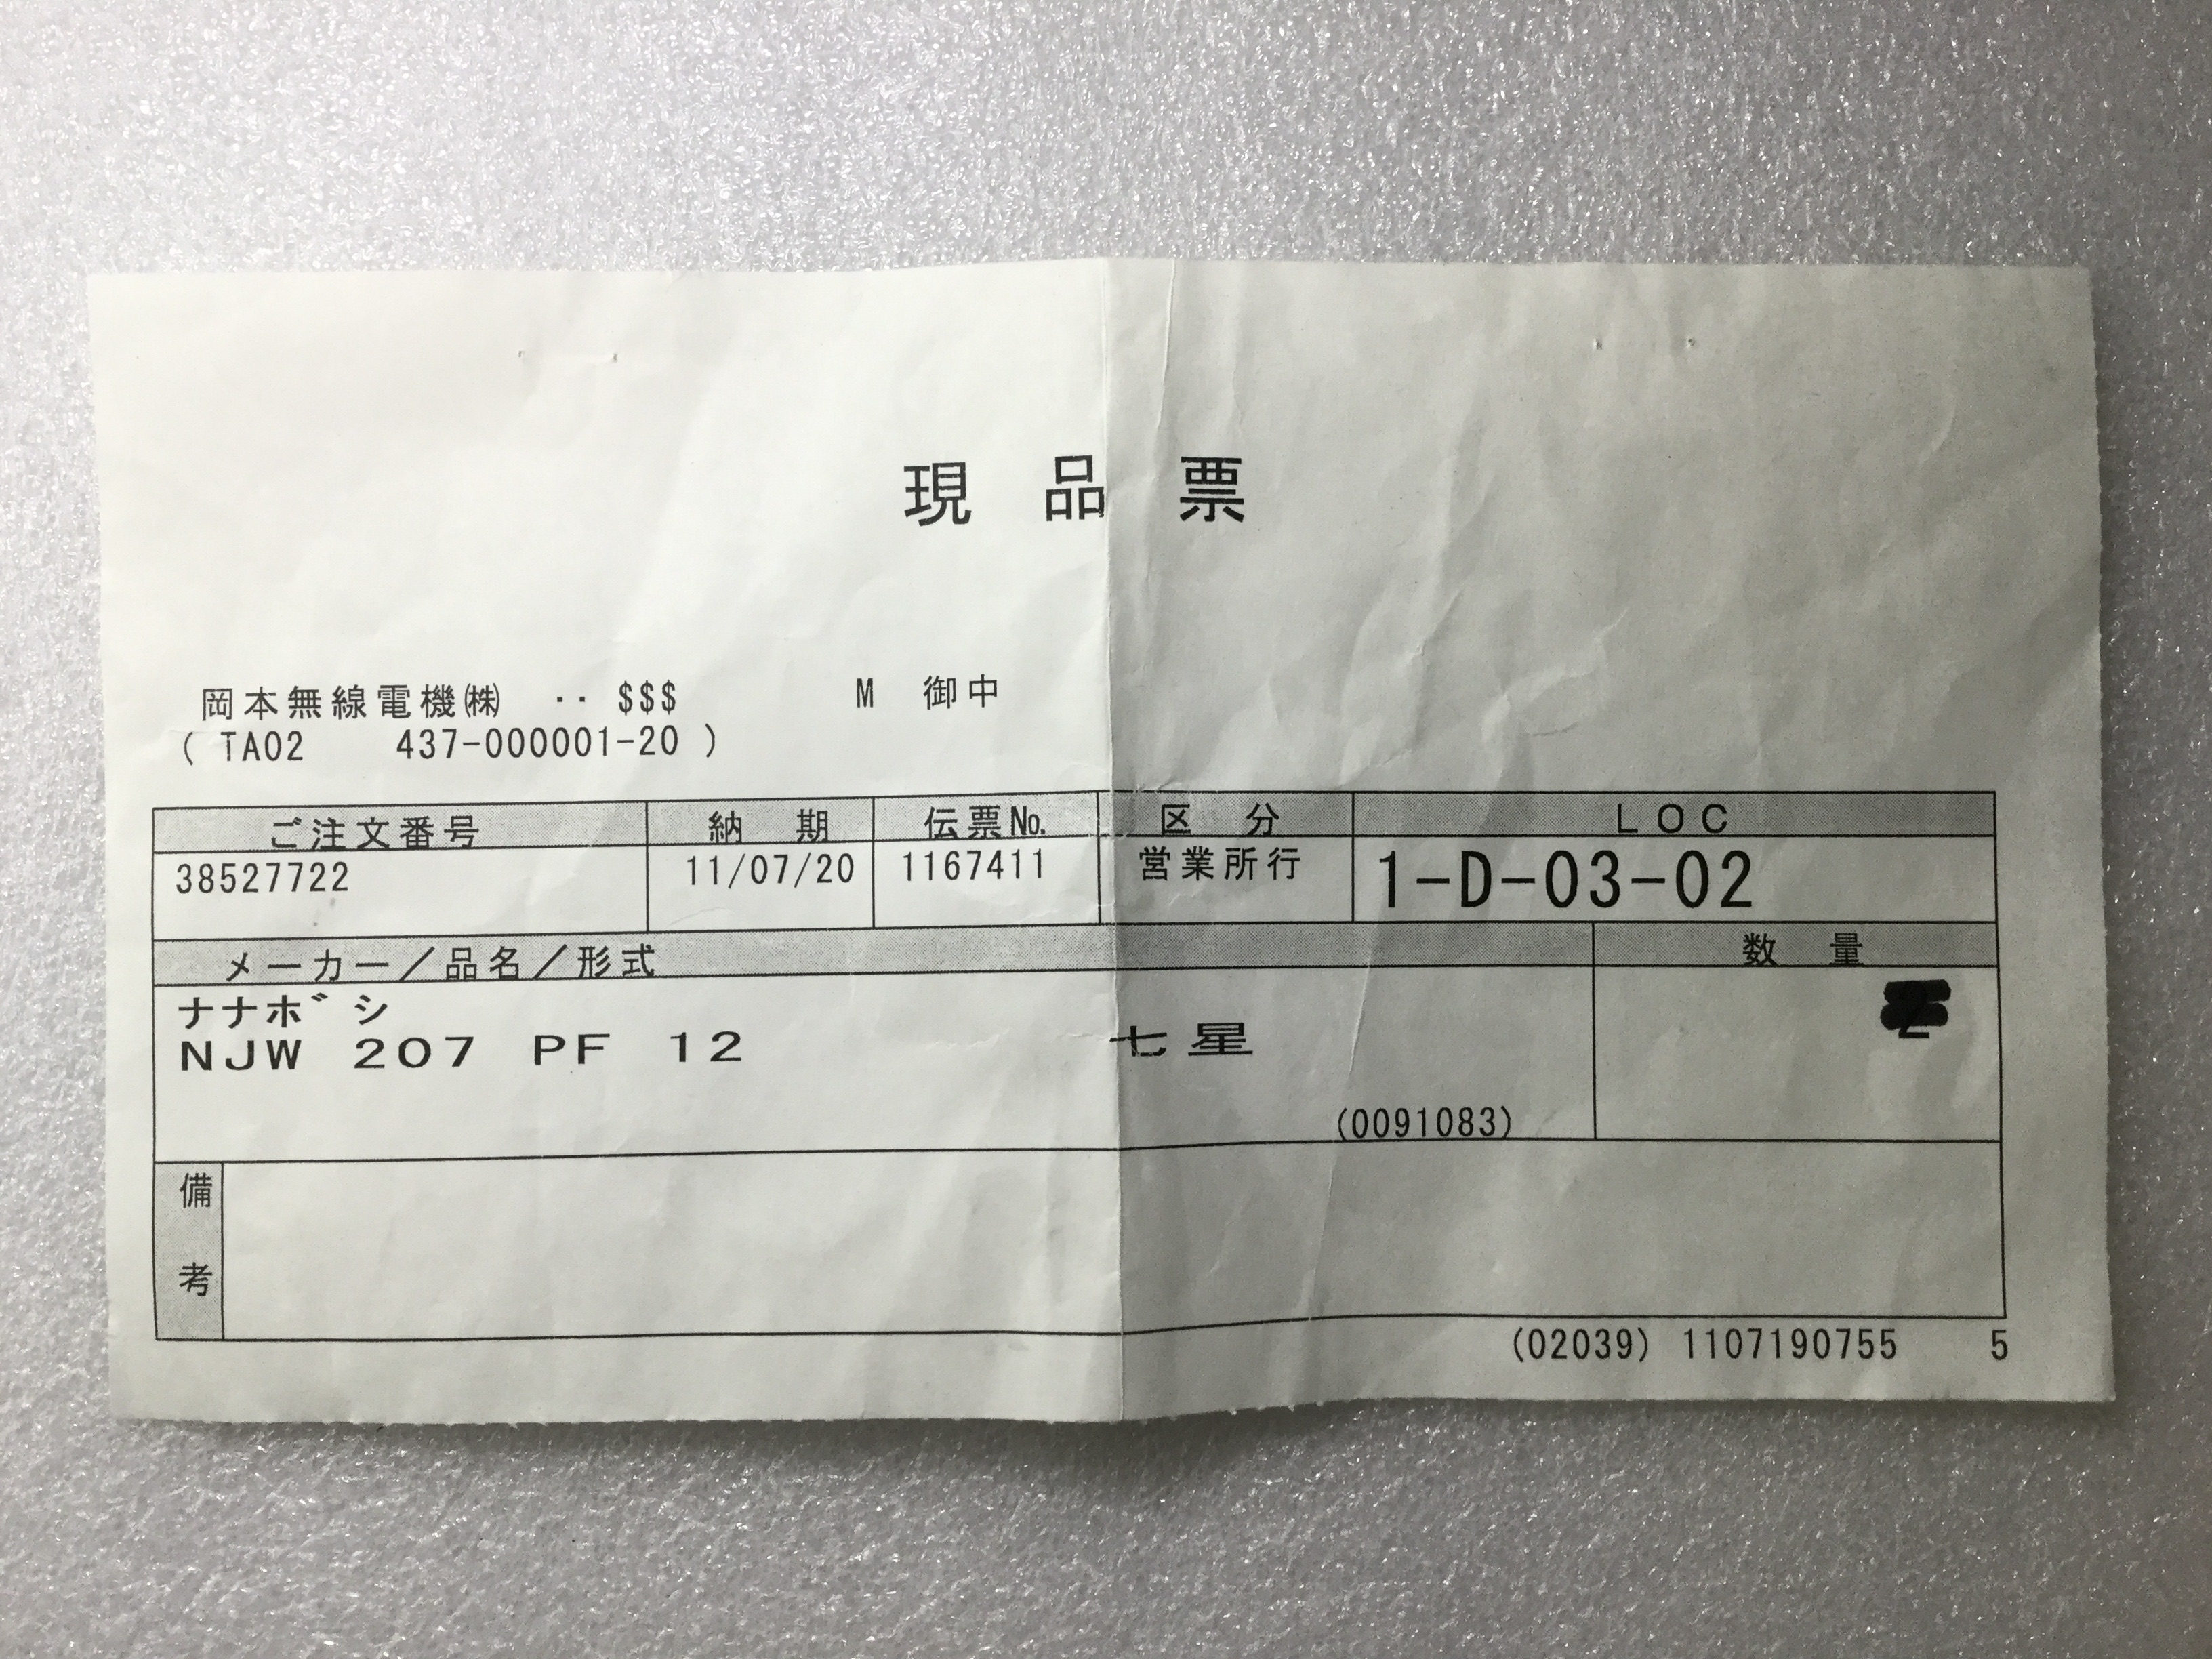 現品票
岡本無線電機㈱ ‥ $$$ M 御中
( TA02 437-000001-20 )
ご注文番号 納期 伝票No. 区分 LOC
38527722 11/07/20 1167411 営業所行 1-D-03-02
メーカー/品名/形式 数量
ナナボシ
NJW 207 PF 12 七星
(0091083)
備考
(02039) 1107190755 5